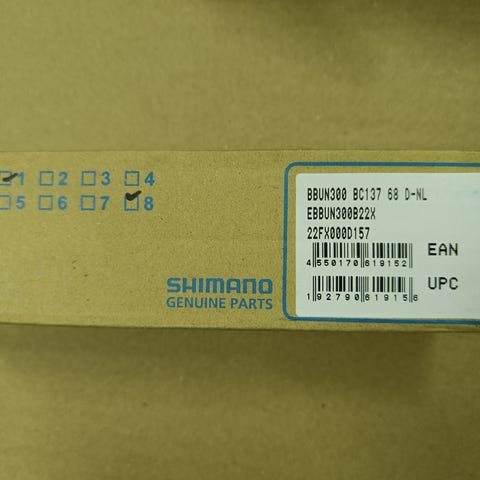 1 2 3 4
5 6 7 8
SHIMANO
GENUINE PARTS
BBUN300 BC137 68 D-NL
EBBUN300B22X
22FX000D157
4 550170 619152
EAN
1 92790 61915 6
UPC